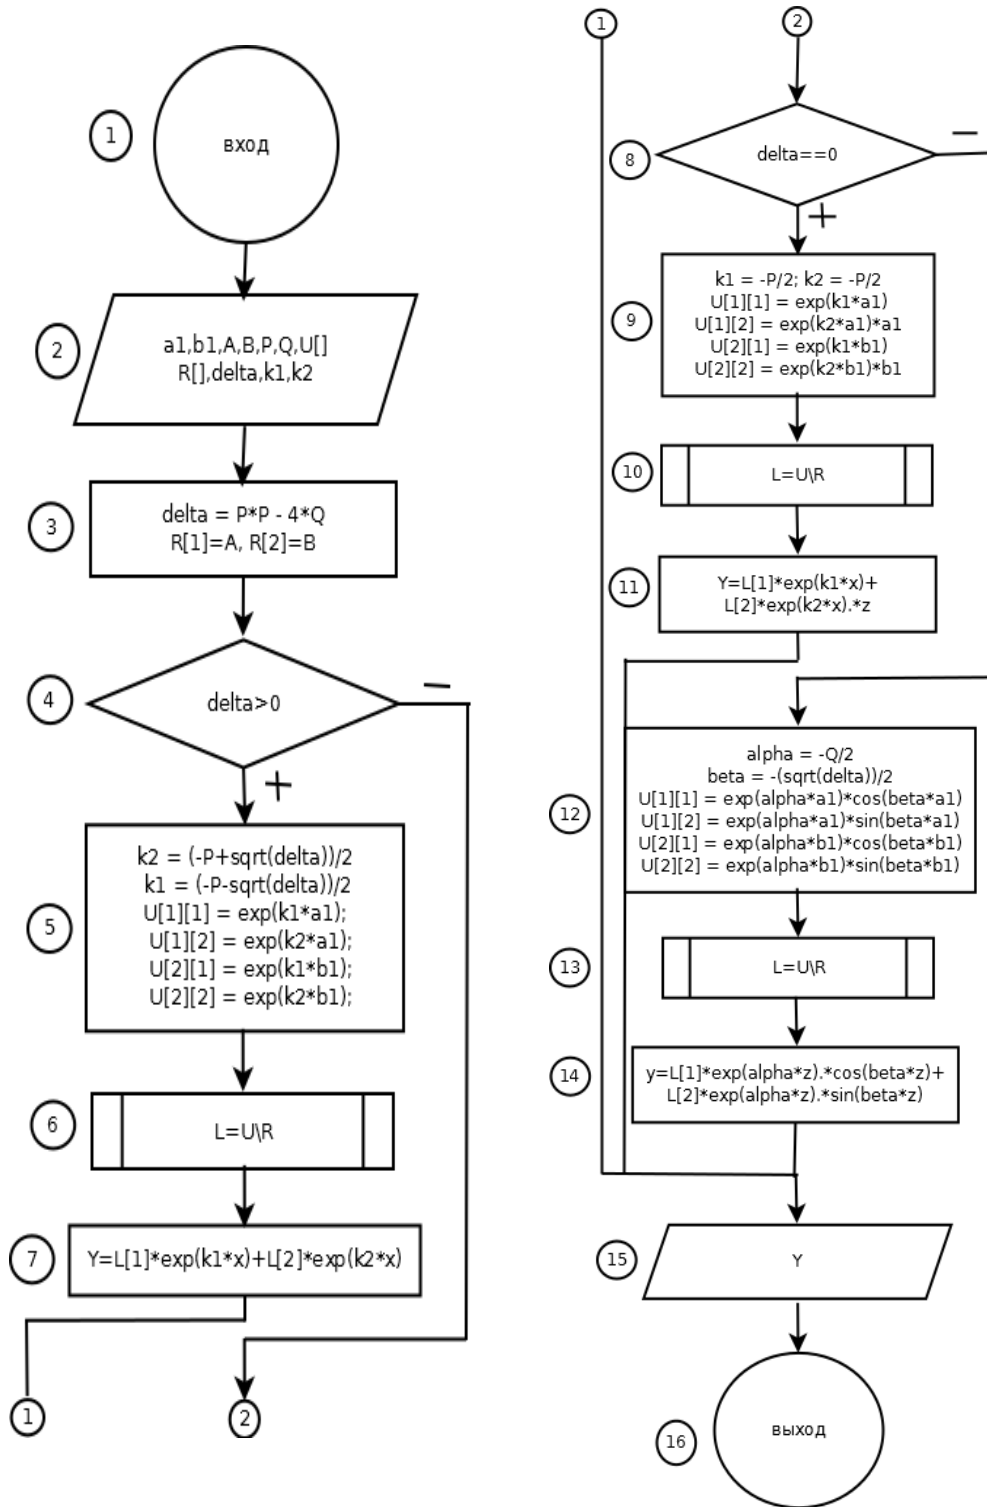 1
вход
2
a1,b1,A,B,P,Q,U[]
R[],delta,k1,k2
3
delta = P*P - 4*Q
R[1]=A, R[2]=B
4
delta>0
−
+
5
k2 = (-P+sqrt(delta))/2
k1 = (-P-sqrt(delta))/2
U[1][1] = exp(k1*a1);
U[1][2] = exp(k2*a1);
U[2][1] = exp(k1*b1);
U[2][2] = exp(k2*b1);
6
L=U\R
7
Y=L[1]*exp(k1*x)+L[2]*exp(k2*x)
1
2
1
2
8
delta==0
−
+
9
k1 = -P/2; k2 = -P/2
U[1][1] = exp(k1*a1)
U[1][2] = exp(k2*a1)*a1
U[2][1] = exp(k1*b1)
U[2][2] = exp(k2*b1)*b1
10
L=U\R
11
Y=L[1]*exp(k1*x)+
L[2]*exp(k2*x).*z
12
alpha = -Q/2
beta = -(sqrt(delta))/2
U[1][1] = exp(alpha*a1)*cos(beta*a1)
U[1][2] = exp(alpha*a1)*sin(beta*a1)
U[2][1] = exp(alpha*b1)*cos(beta*b1)
U[2][2] = exp(alpha*b1)*sin(beta*b1)
13
L=U\R
14
y=L[1]*exp(alpha*z).*cos(beta*z)+
L[2]*exp(alpha*z).*sin(beta*z)
15
Y
16
выход